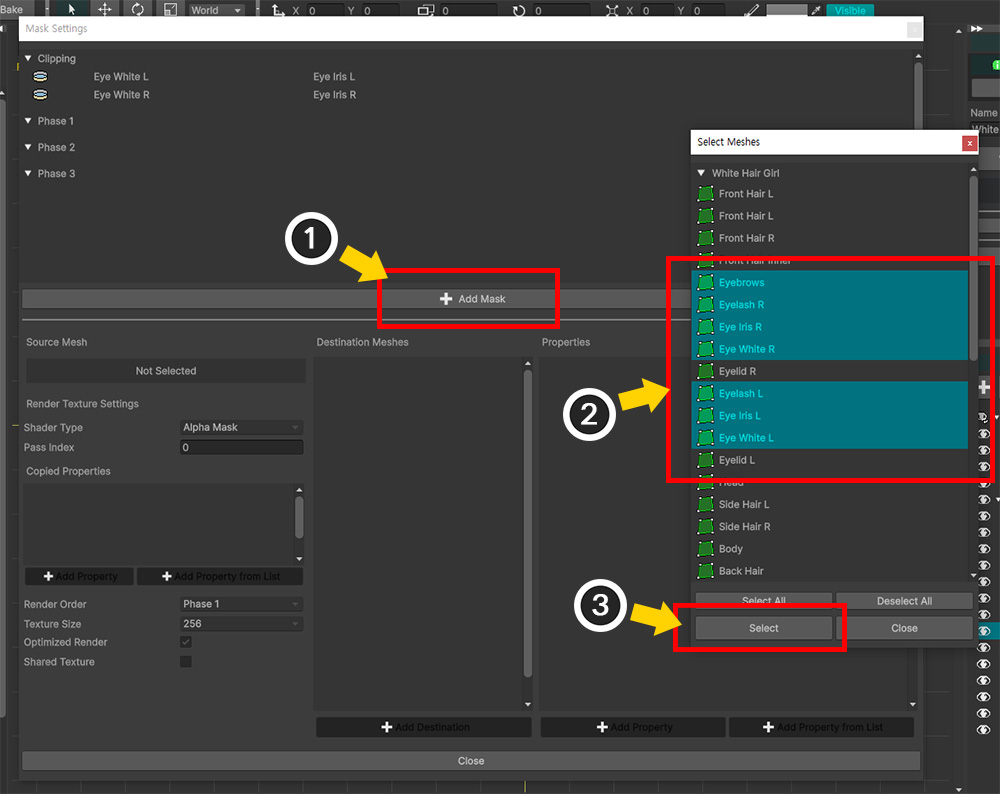 Bake World X 0 Y 0 0 0 X 0 Y 0 Visible
Mask Settings
Clipping
Eye White L Eye Iris L
Eye White R Eye Iris R
Phase 1
Phase 2
Phase 3
1
Add Mask
Source Mesh Destination Meshes Properties
Not Selected
Render Texture Settings
Shader Type Alpha Mask
Pass Index 0
Copied Properties
Add Property Add Property from List
Render Order Phase 1
Texture Size 256
Optimized Render
Shared Texture
Add Destination Add Property Add Property from List
Close
Name
White
Select Meshes
x
White Hair Girl
Front Hair L
Front Hair L
Front Hair R
Front Hair Inner
Eyebrows
Eyelash R
Eye Iris R
Eye White R
Eyelid R
2
Eyelash L
Eye Iris L
Eye White L
Eyelid L
Head
Side Hair L
Side Hair R
Body
Back Hair
3
Select All Deselect All
Select Close